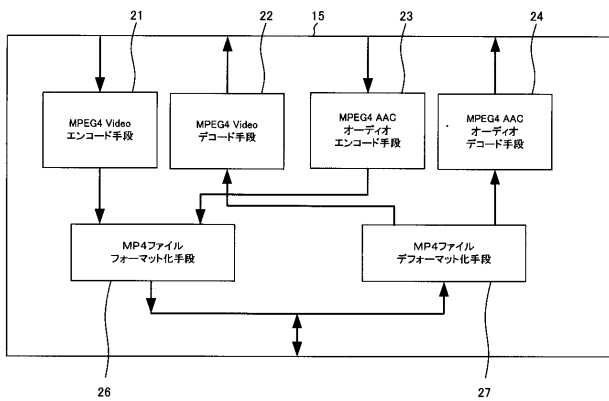 15
21
22
23
24
MPEG4 Video
エンコード手段
MPEG4 Video
デコード手段
MPEG4 AAC
オーディオ
エンコード手段
MPEG4 AAC
オーディオ
デコード手段
MP4ファイル
フォーマット化手段
MP4ファイル
デフォーマット化手段
26
27